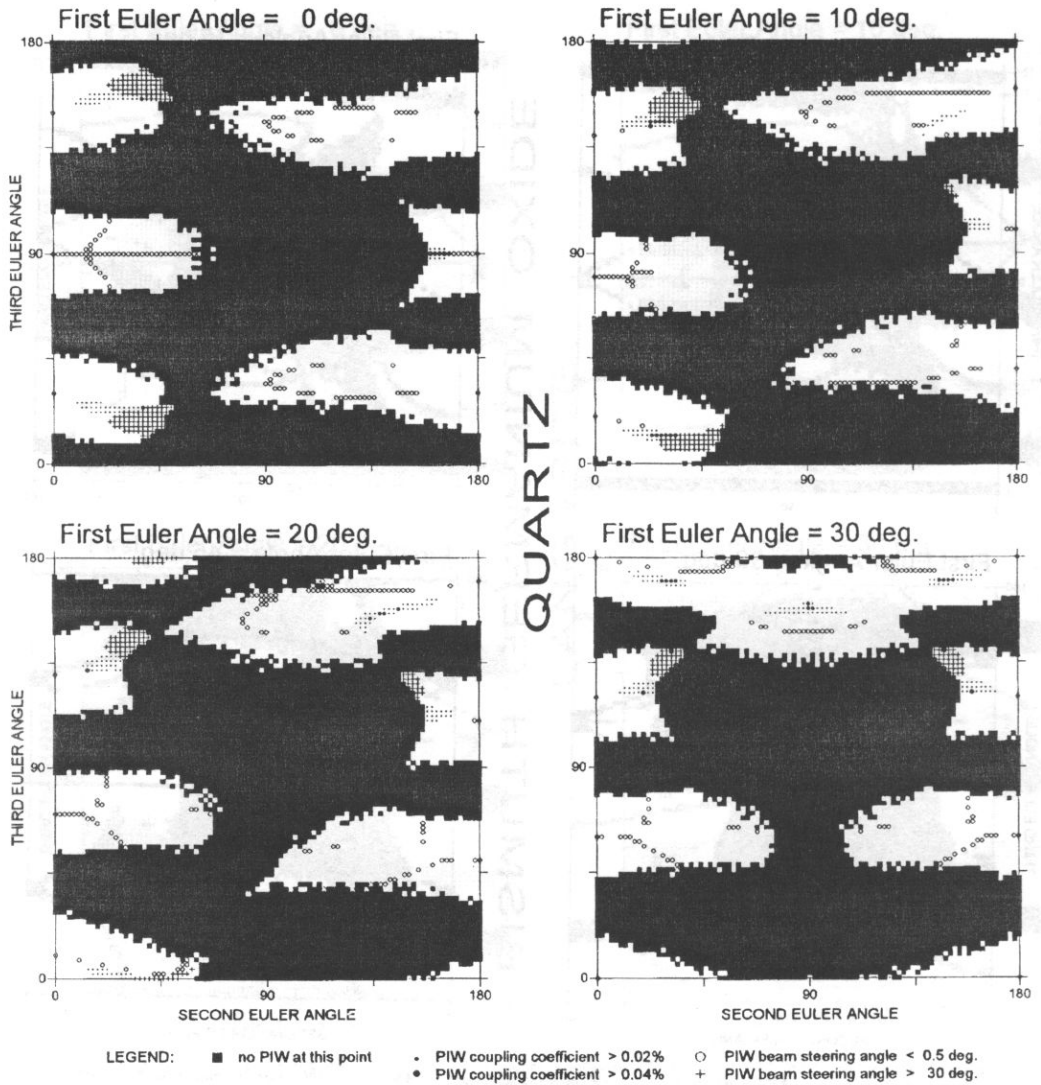 First Euler Angle = 0 deg.
First Euler Angle = 10 deg.
180
90
0
THIRD EULER ANGLE
0
90
180
180
90
0
0
90
180
QUARTZ
First Euler Angle = 20 deg.
First Euler Angle = 30 deg.
180
90
0
THIRD EULER ANGLE
0
90
180
SECOND EULER ANGLE
180
90
0
0
90
180
SECOND EULER ANGLE
LEGEND:
no PIW at this point
PIW coupling coefficient > 0.02%
PIW coupling coefficient > 0.04%
PIW beam steering angle < 0.5 deg.
PIW beam steering angle > 30 deg.